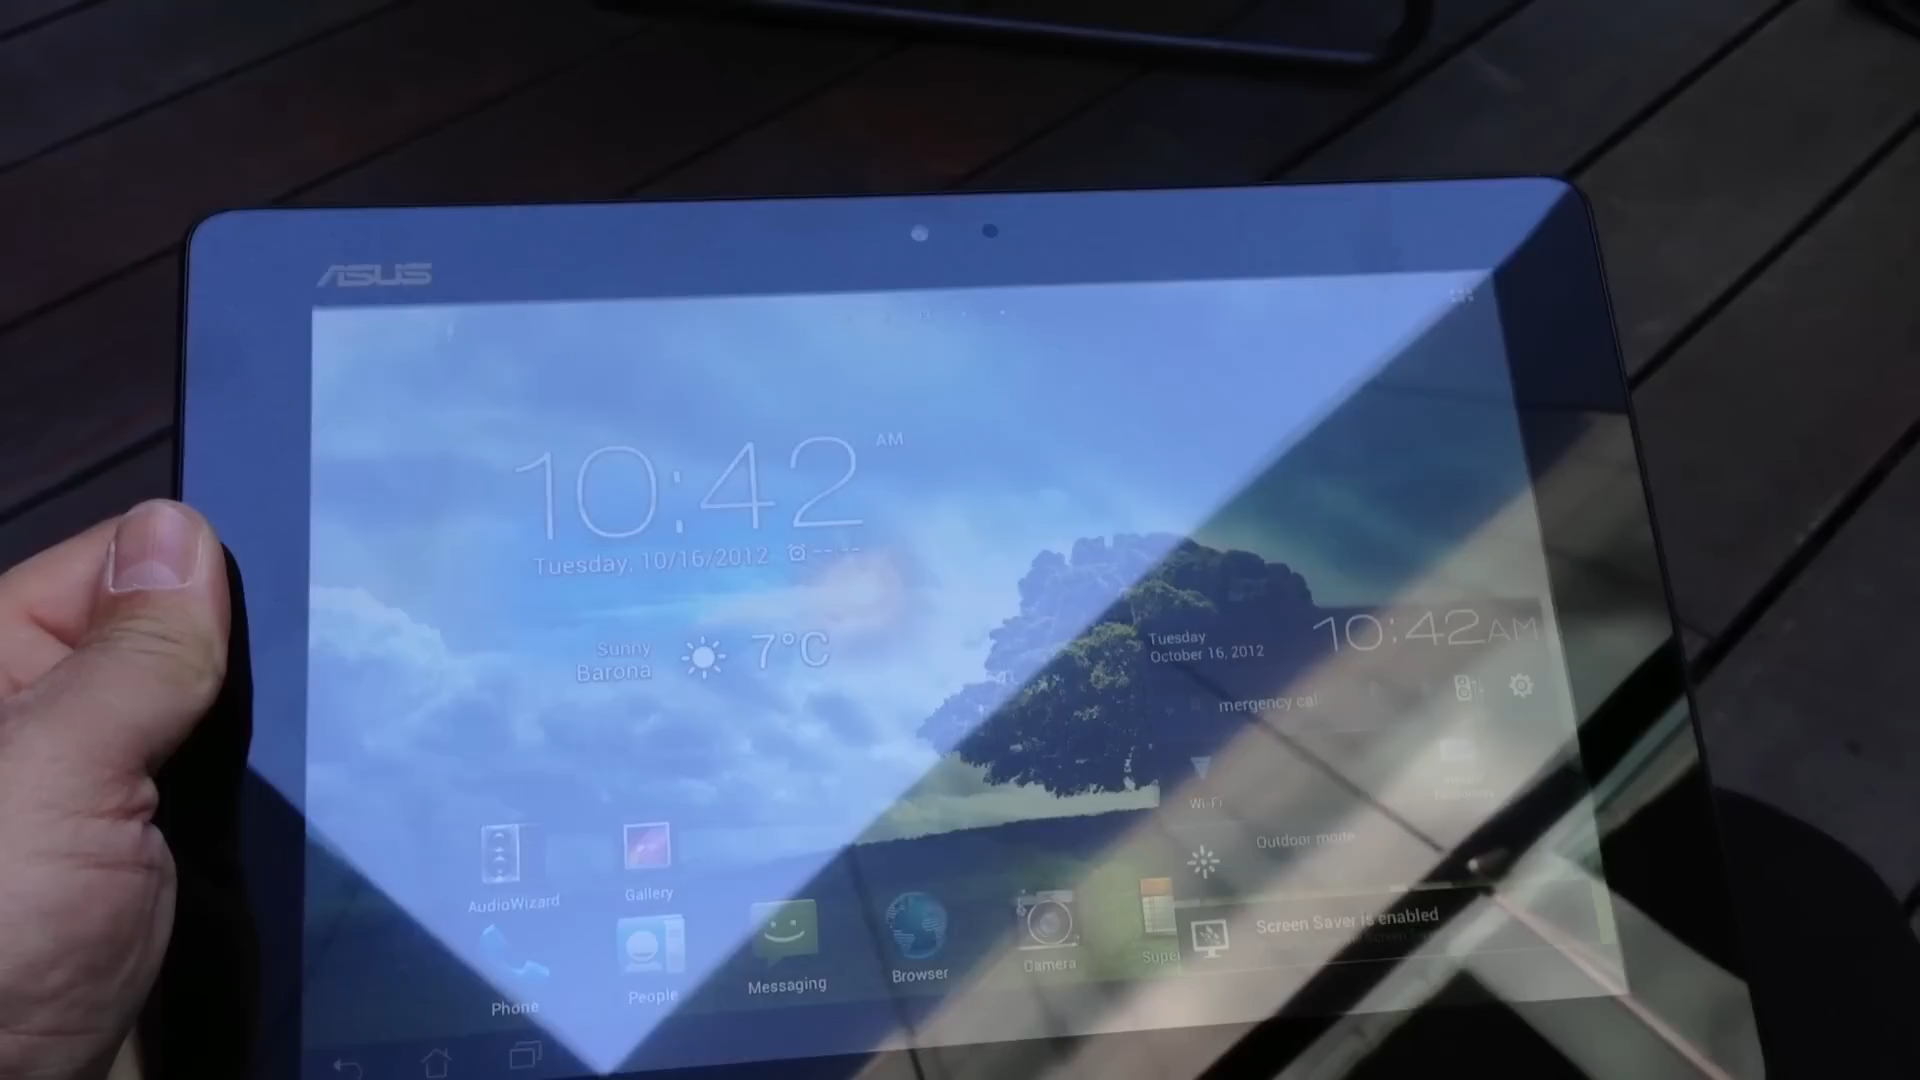 ASUS
10:42 AM
Tuesday, 10/16/2012 --:--
Sunny
Barona
7°C
Tuesday
October 16, 2012
10:42AM
mergency cal
Wi-Fi
Outdoor mode
Screen Saver is enabled
AudioWizard
Gallery
Phone
People
Messaging
Browser
Camera
Supe